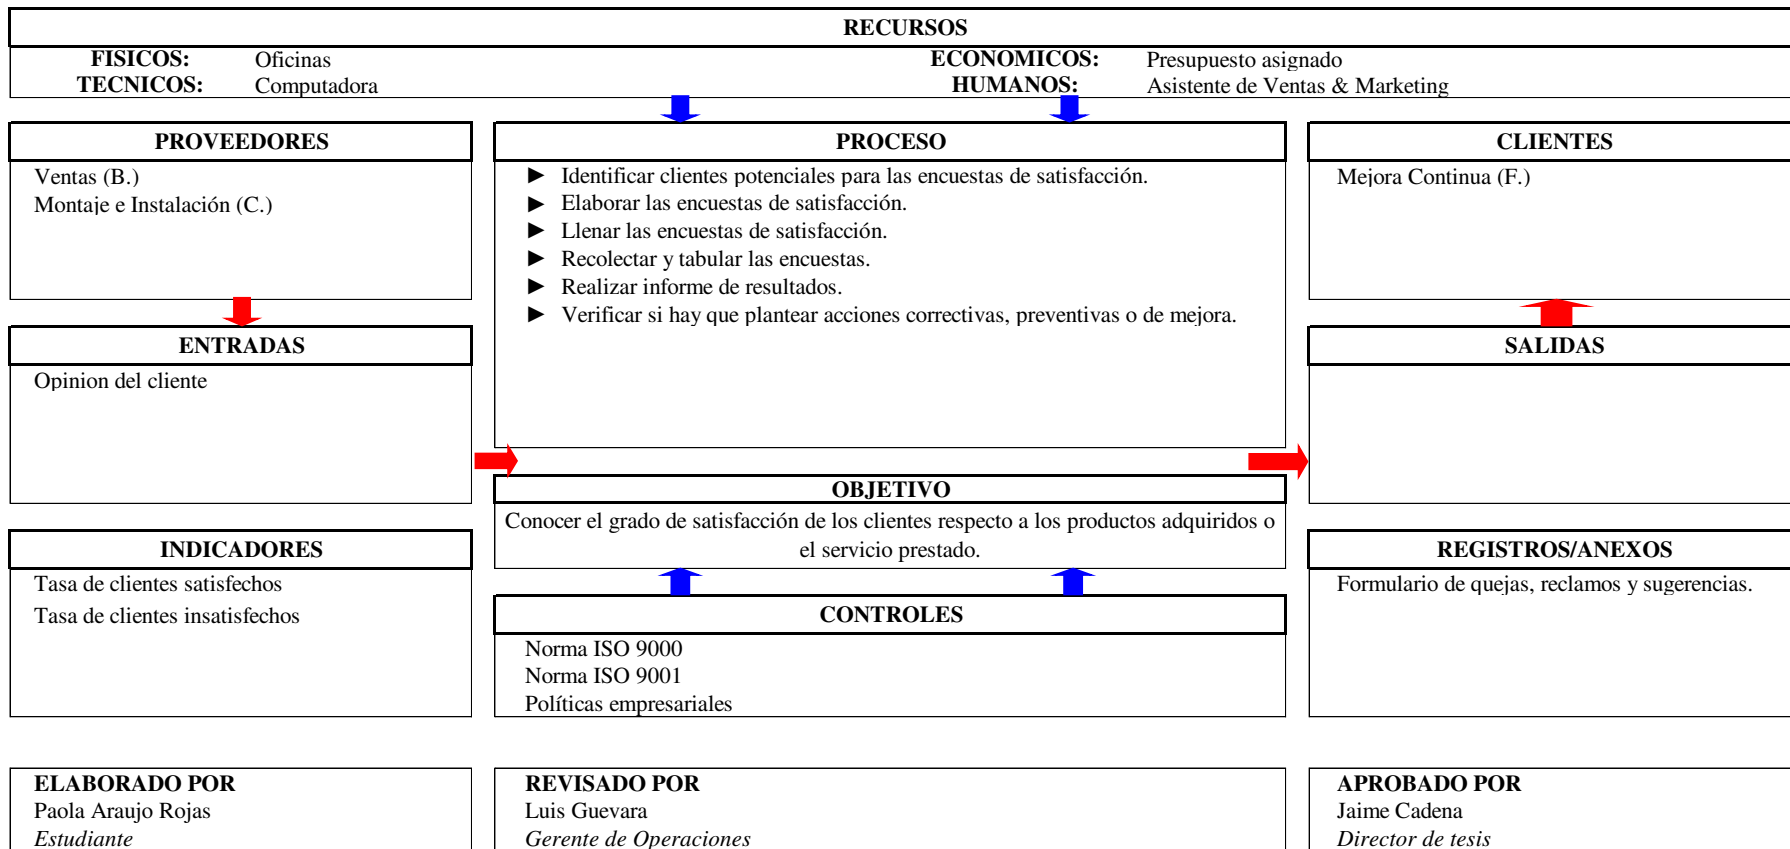 RECURSOS
FISICOS: Oficinas ECONOMICOS: Presupuesto asignado
TECNICOS: Computadora HUMANOS: Asistente de Ventas & Marketing
PROVEEDORES
Ventas (B.)
Montaje e Instalación (C.)
ENTRADAS
Opinion del cliente
INDICADORES
Tasa de clientes satisfechos
Tasa de clientes insatisfechos
PROCESO
► Identificar clientes potenciales para las encuestas de satisfacción.
► Elaborar las encuestas de satisfacción.
► Llenar las encuestas de satisfacción.
► Recolectar y tabular las encuestas.
► Realizar informe de resultados.
► Verificar si hay que plantear acciones correctivas, preventivas o de mejora.
OBJETIVO
Conocer el grado de satisfacción de los clientes respecto a los productos adquiridos o
el servicio prestado.
CONTROLES
Norma ISO 9000
Norma ISO 9001
Políticas empresariales
CLIENTES
Mejora Continua (F.)
SALIDAS
REGISTROS/ANEXOS
Formulario de quejas, reclamos y sugerencias.
ELABORADO POR
Paola Araujo Rojas
Estudiante
REVISADO POR
Luis Guevara
Gerente de Operaciones
APROBADO POR
Jaime Cadena
Director de tesis